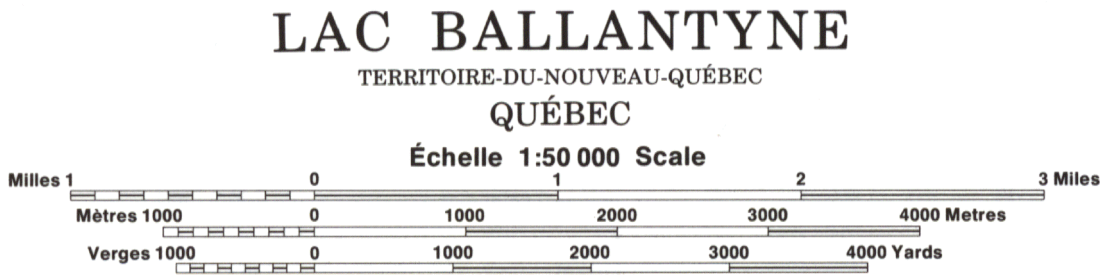 LAC BALLANTYNE
TERRITOIRE-DU-NOUVEAU-QUÉBEC
QUÉBEC
Échelle 1:50 000 Scale
Milles 1 0 1 2 3 Miles
Mètres 1000 0 1000 2000 3000 4000 Metres
Verges 1000 0 1000 2000 3000 4000 Yards